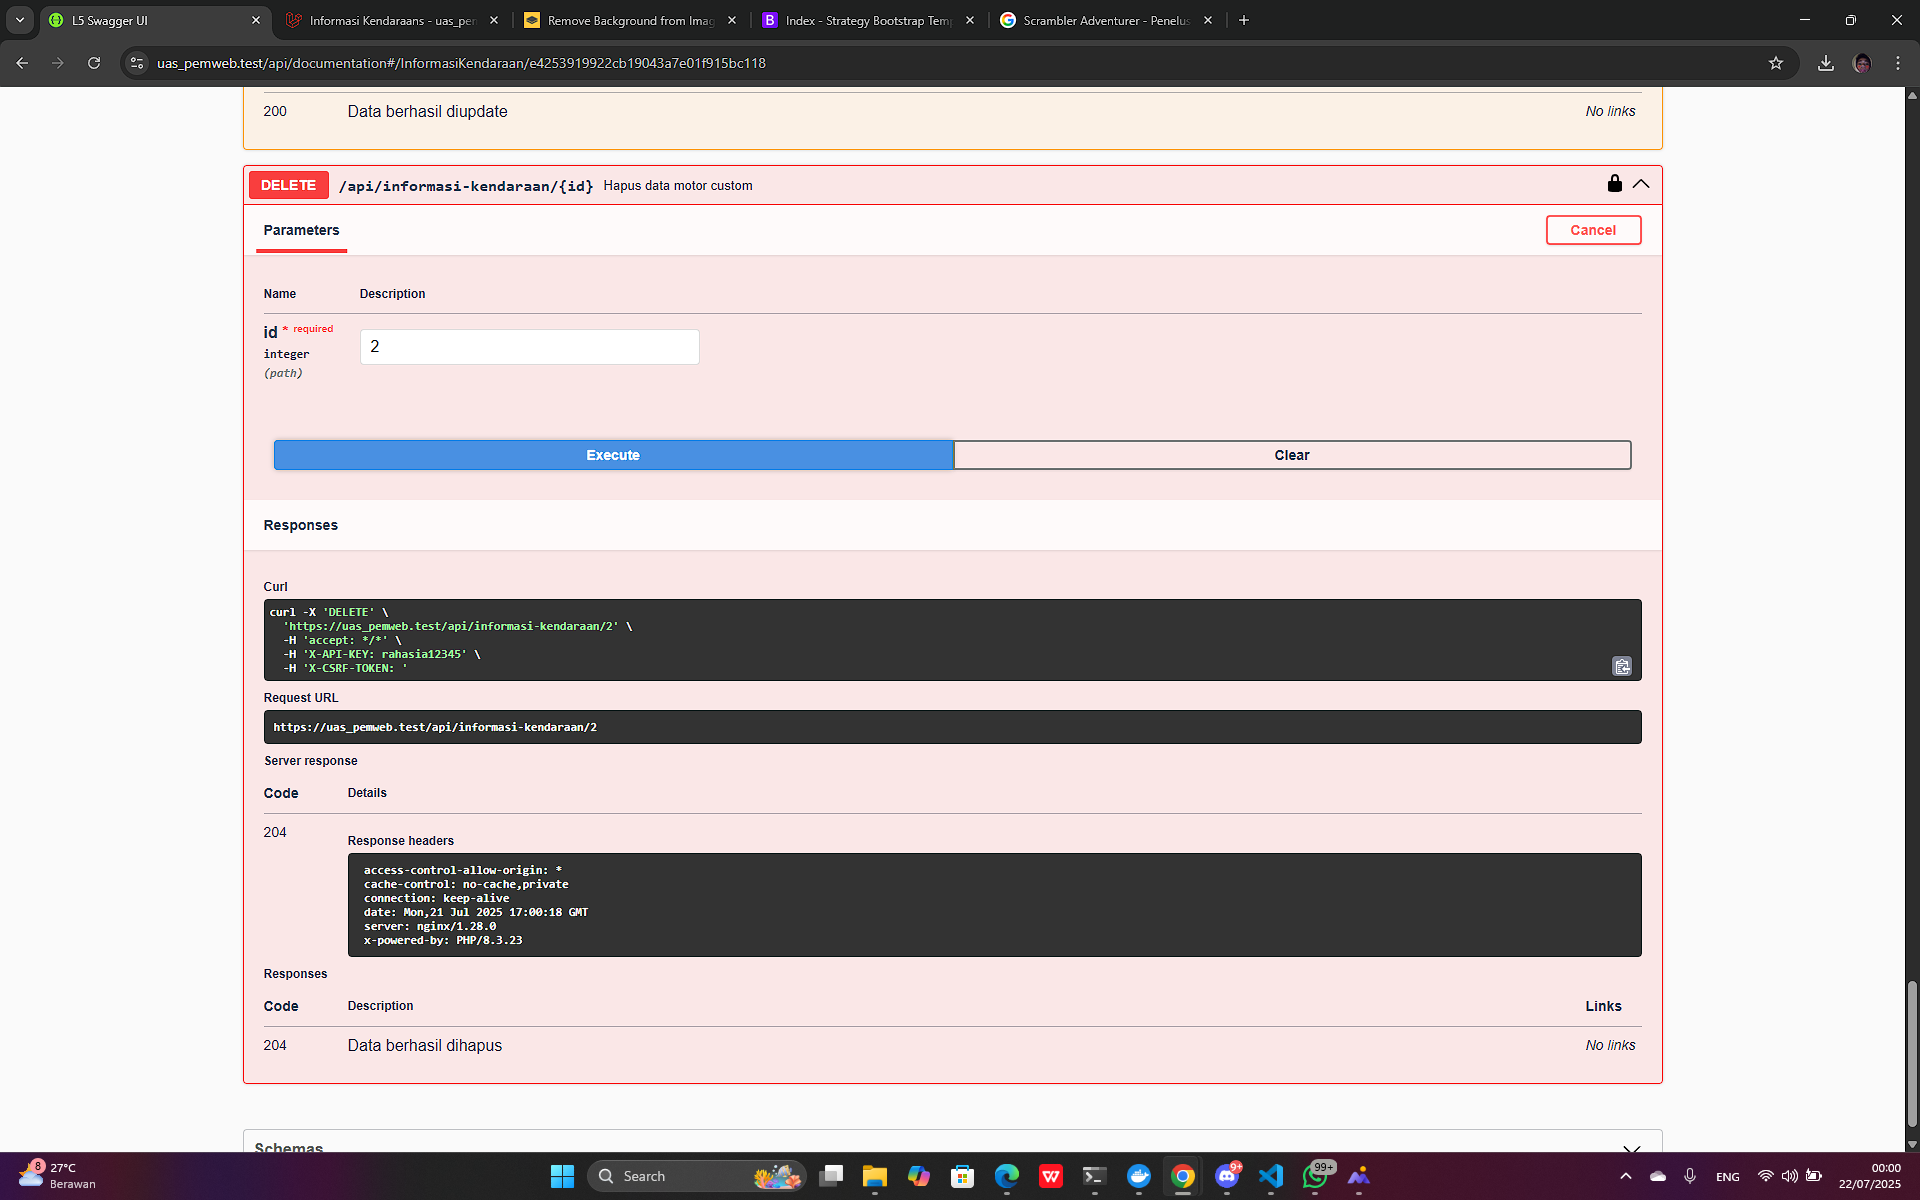 L5 Swagger UI
Informasi Kendaraans - uas_pen
Remove Background from Imag
Index - Strategy Bootstrap Temp
Scrambler Adventurer - Penelus
uas_pemweb.test/api/documentation#/InformasiKendaraan/e4253919922cb19043a7e01f915bc118
200 Data berhasil diupdate No links
DELETE /api/informasi-kendaraan/{id} Hapus data motor custom
Parameters
Cancel
Name Description
id * required
integer
(path)
2
Execute
Clear
Responses
Curl
curl -X 'DELETE' \
'https://uas_pemweb.test/api/informasi-kendaraan/2' \
-H 'accept: */*' \
-H 'X-API-KEY: rahasia12345' \
-H 'X-CSRF-TOKEN: '
Request URL
https://uas_pemweb.test/api/informasi-kendaraan/2
Server response
Code Details
204
Response headers
access-control-allow-origin: *
cache-control: no-cache,private
connection: keep-alive
date: Mon,21 Jul 2025 17:00:18 GMT
server: nginx/1.28.0
x-powered-by: PHP/8.3.23
Responses
Code Description Links
204 Data berhasil dihapus No links
Schemas
8
27°C
Berawan
Search
9+
99+
ENG
00:00
22/07/2025